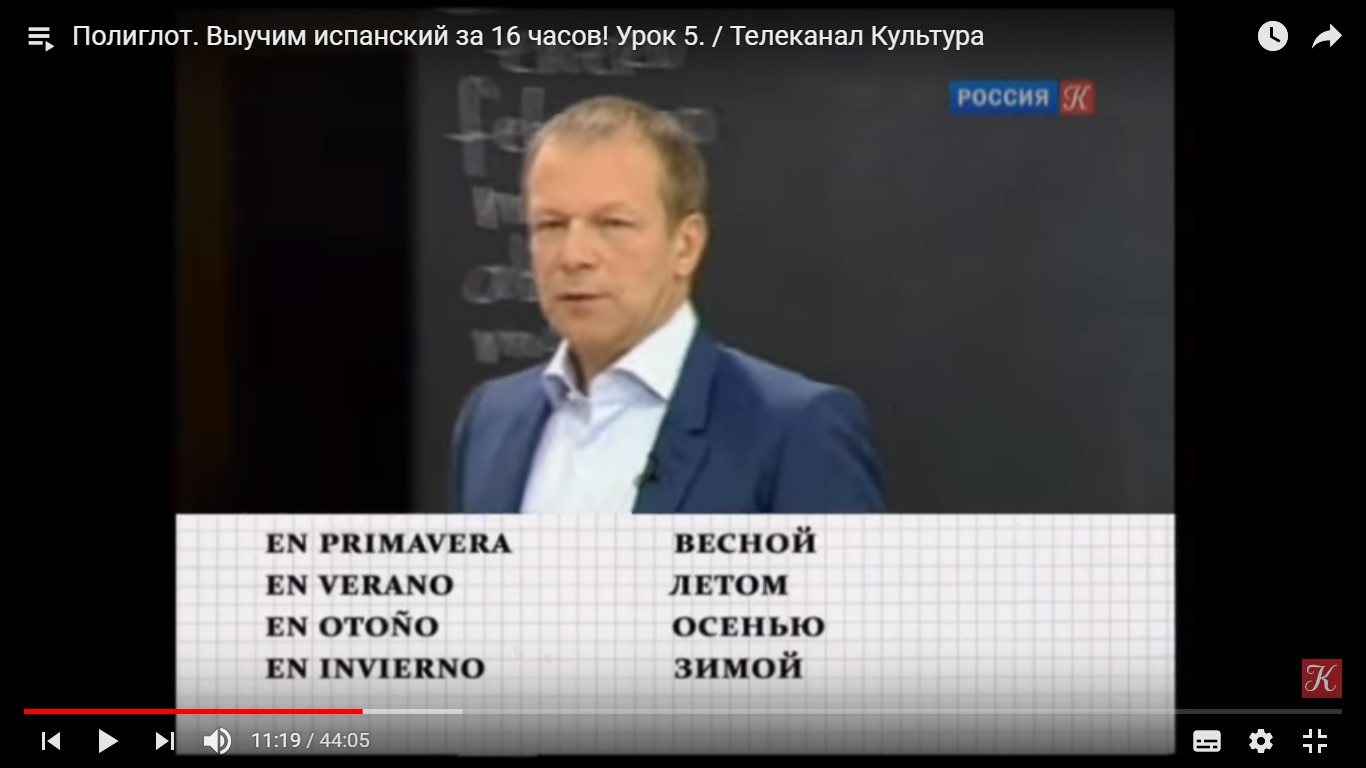 Полиглот. Выучим испанский за 16 часов! Урок 5. / Телеканал Культура
РОССИЯ К
EN PRIMAVERA ВЕСНОЙ
EN VERANO ЛЕТОМ
EN OTOÑO ОСЕНЬЮ
EN INVIERNO ЗИМОЙ
К
11:19 / 44:05